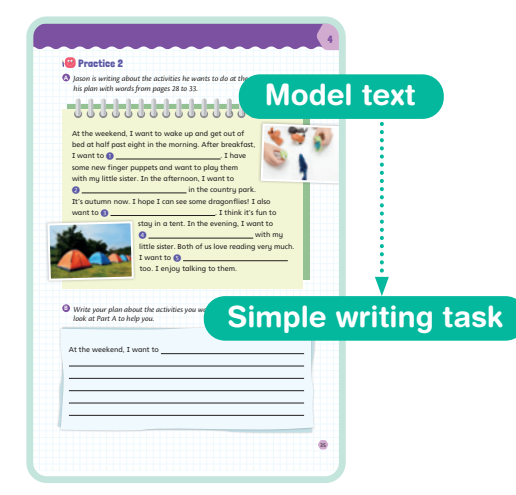 4
Practice 2
A Jason is writing about the activities he wants to do at the
his plan with words from pages 28 to 33.
Model text
At the weekend, I want to wake up and get out of
bed at half past eight in the morning. After breakfast,
I want to 1 ____________. I have
some new finger puppets and want to play them
with my little sister. In the afternoon, I want to
2 ____________ in the country park.
It's autumn now. I hope I can see some dragonflies! I also
want to 3 ____________. I think it's fun to
stay in a tent. In the evening, I want to
4 ____________ with my
little sister. Both of us love reading very much.
I want to 5 ____________
too. I enjoy talking to them.
Simple writing task
B Write your plan about the activities you
look at Part A to help you.
At the weekend, I want to ____________
35